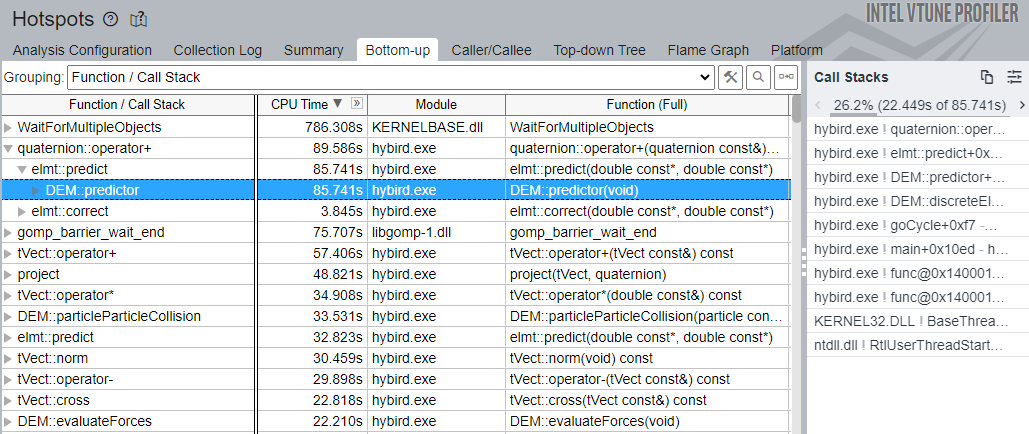 Hotspots
INTEL VTUNE PROFILER
Analysis Configuration Collection Log Summary Bottom-up Caller/Callee Top-down Tree Flame Graph Platform
Grouping: Function / Call Stack
Function / Call Stack CPU Time Module Function (Full)
WaitForMultipleObjects 786.308s KERNELBASE.dll WaitForMultipleObjects
quaternion::operator+ 89.586s hybird.exe quaternion::operator+(quaternion const&)...
elmt::predict 85.741s hybird.exe elmt::predict(double const*, double const*)
DEM::predictor 85.741s hybird.exe DEM::predictor(void)
elmt::correct 3.845s hybird.exe elmt::correct(double const*, double const*)
gomp_barrier_wait_end 75.707s libgomp-1.dll gomp_barrier_wait_end
tVect::operator+ 57.406s hybird.exe tVect::operator+(tVect const&) const
project 48.821s hybird.exe project(tVect, quaternion)
tVect::operator* 34.908s hybird.exe tVect::operator*(double const&) const
DEM::particleParticleCollision 33.531s hybird.exe DEM::particleParticleCollision(particle con...
elmt::predict 32.823s hybird.exe elmt::predict(double const*, double const*)
tVect::norm 30.459s hybird.exe tVect::norm(void) const
tVect::operator- 29.898s hybird.exe tVect::operator-(tVect const&) const
tVect::cross 22.818s hybird.exe tVect::cross(tVect const&) const
DEM::evaluateForces 22.210s hybird.exe DEM::evaluateForces(void)
Call Stacks
26.2% (22.449s of 85.741s)
hybird.exe ! quaternion::oper...
hybird.exe ! elmt::predict+0x...
hybird.exe ! DEM::predictor+...
hybird.exe ! DEM::discreteEl...
hybird.exe ! goCycle+0xf7 -...
hybird.exe ! main+0x10ed - h...
hybird.exe ! func@0x140001...
hybird.exe ! func@0x140001...
KERNEL32.DLL ! BaseThrea...
ntdll.dll ! RtlUserThreadStart...